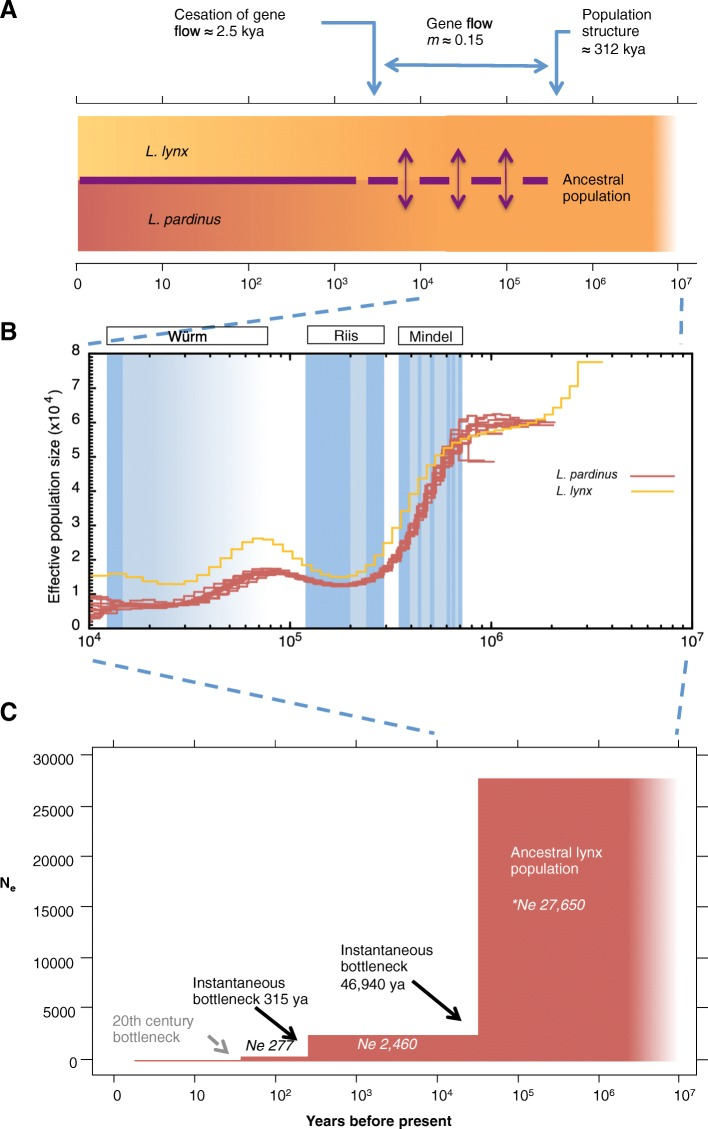 A
Cesation of gene
flow ≈ 2.5 kya
Gene flow
m ≈ 0.15
Population
structure
≈ 312 kya
L. lynx
L. pardinus
Ancestral
population
0 10 10² 10³ 10⁴ 10⁵ 10⁶ 10⁷
B
Würm Riis Mindel
Effective population size (x10⁴)
8
7
6
5
4
3
2
1
0
L. pardinus
L. lynx
10⁴ 10⁵ 10⁶ 10⁷
C
Ne
30000
25000
20000
15000
10000
5000
0
Ancestral lynx
population
*Ne 27,650
Instantaneous
bottleneck
46,940 ya
Instantaneous
bottleneck 315 ya
20th century
bottleneck
Ne 277
Ne 2,460
0 10 10² 10³ 10⁴ 10⁵ 10⁶ 10⁷
Years before present